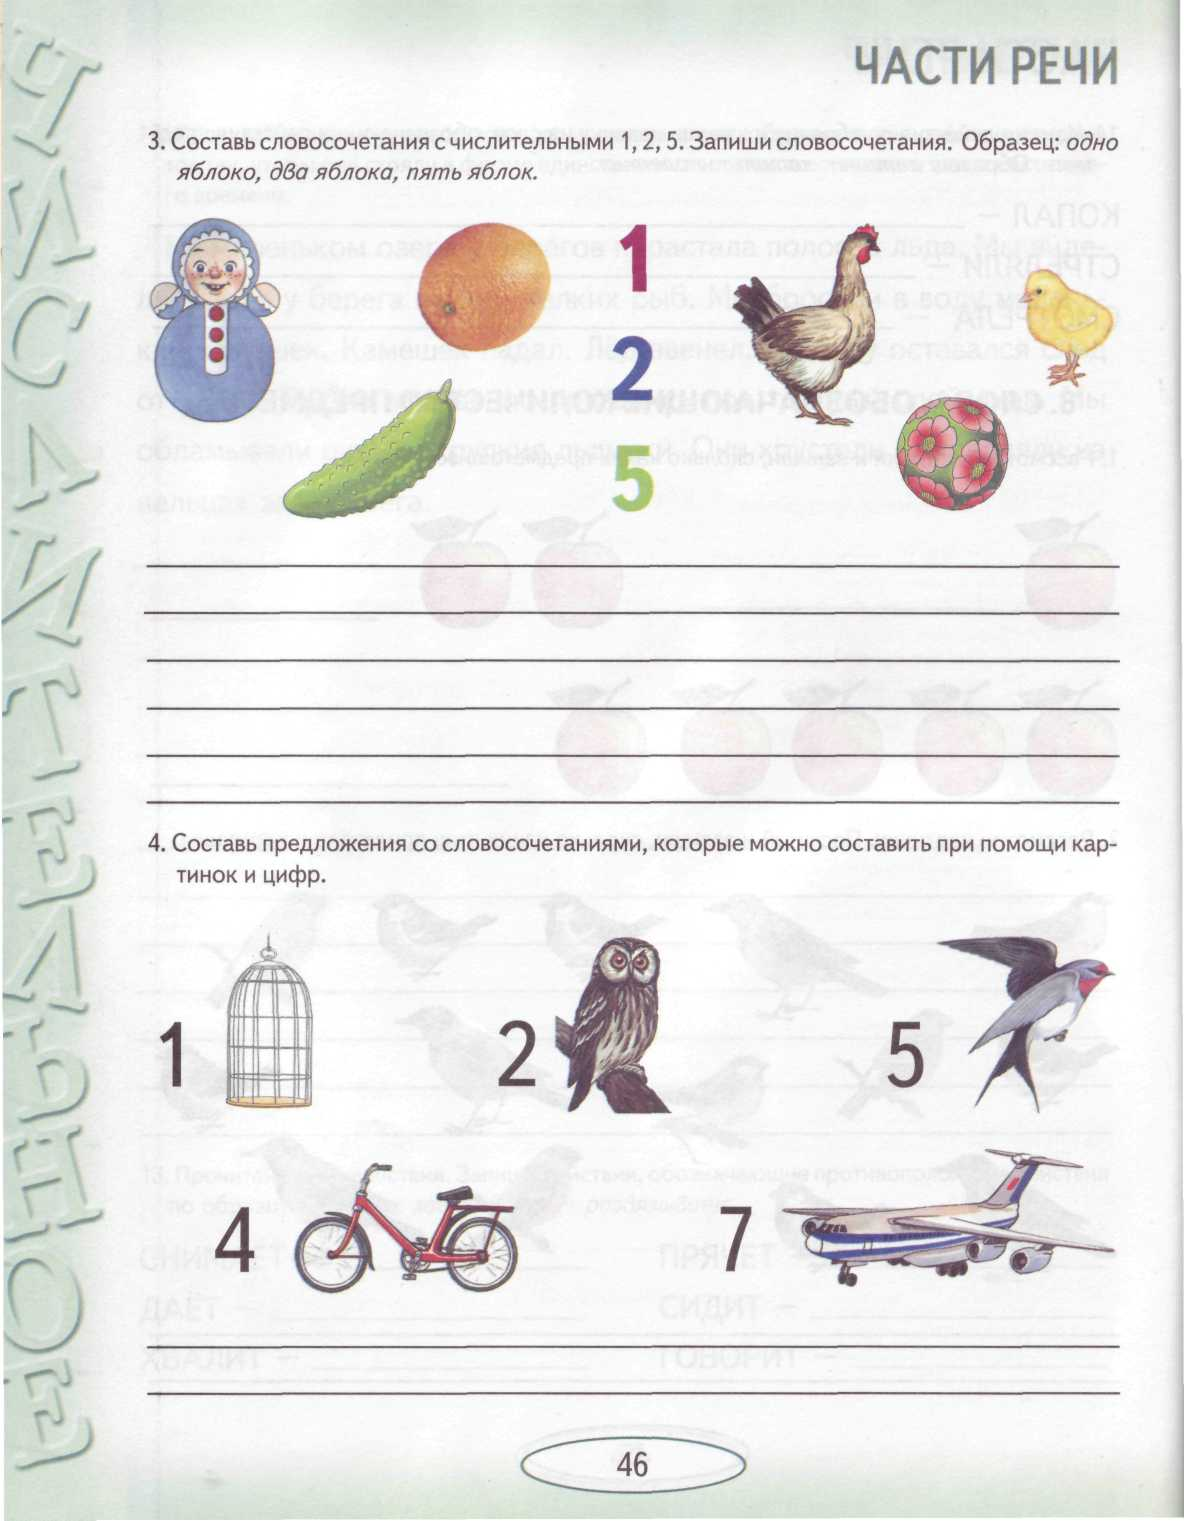 ЧАСТИ РЕЧИ
3. Составь словосочетания с числительными 1, 2, 5. Запиши словосочетания. Образец: одно
яблоко, два яблока, пять яблок.
1
2
5
4. Составь предложения со словосочетаниями, которые можно составить при помощи кар-
тинок и цифр.
1
2
5
4
7
46
Числительное